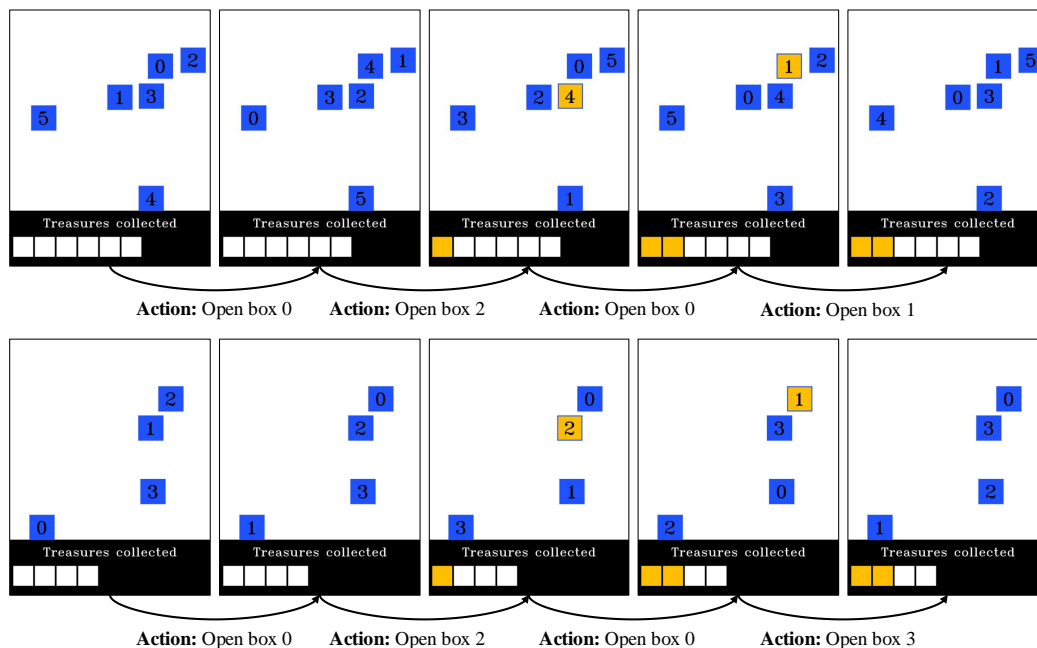 0 2
1 3
5
4
Treasures collected
4 1
3 2
0
5
Treasures collected
0 5
2 4
3
1
Treasures collected
1 2
0 4
5
3
Treasures collected
1 5
0 3
4
2
Treasures collected
Action: Open box 0
Action: Open box 2
Action: Open box 0
Action: Open box 1
2
1
3
0
Treasures collected
0
2
3
1
Treasures collected
0
2
1
3
Treasures collected
1
3
0
2
Treasures collected
0
3
2
1
Treasures collected
Action: Open box 0
Action: Open box 2
Action: Open box 0
Action: Open box 3